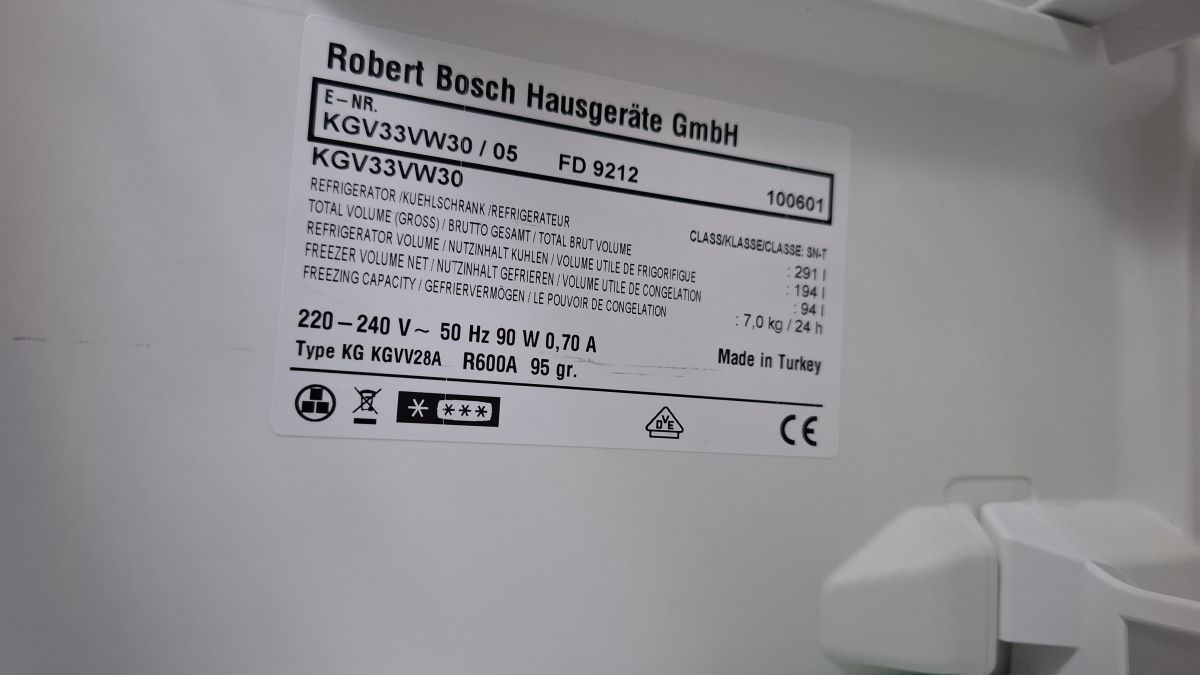 Robert Bosch Hausgeräte GmbH
E-NR.
KGV33VW30 / 05 FD 9212 100601
KGV33VW30
REFRIGERATOR /KUEHLSCHRANK /REFRIGERATEUR CLASS/KLASSE/CLASSE: SN-T
TOTAL VOLUME (GROSS) / BRUTTO GESAMT / TOTAL BRUT VOLUME : 291 l
REFRIGERATOR VOLUME / NUTZINHALT KUHLEN / VOLUME UTILE DE FRIGORIFIGUE : 194 l
FREEZER VOLUME NET / NUTZINHALT GEFRIEREN / VOLUME UTILE DE CONGELATION : 94 l
FREEZING CAPACITY / GEFRIERVERMÖGEN / LE POUVOIR DE CONGELATION : 7,0 kg / 24 h
220-240 V~ 50 Hz 90 W 0,70 A
Type KG KGVV28A R600A 95 gr. Made in Turkey
* *** DVE CE